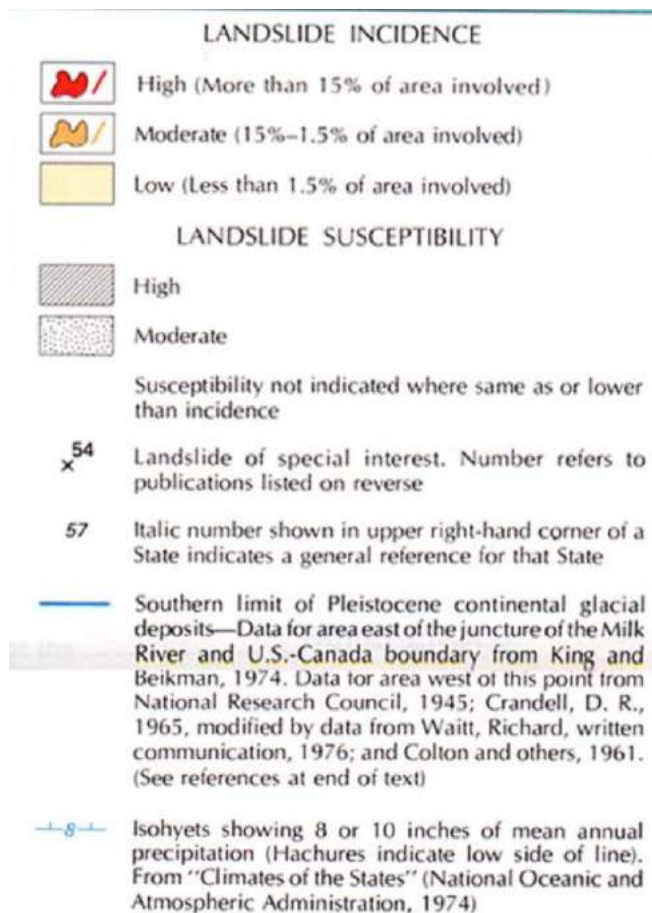 LANDSLIDE INCIDENCE
High (More than 15% of area involved)
Moderate (15%–1.5% of area involved)
Low (Less than 1.5% of area involved)
LANDSLIDE SUSCEPTIBILITY
High
Moderate
Susceptibility not indicated where same as or lower
than incidence
54
Landslide of special interest. Number refers to
publications listed on reverse
57
Italic number shown in upper right-hand corner of a
State indicates a general reference for that State
Southern limit of Pleistocene continental glacial
deposits—Data for area east of the juncture of the Milk
River and U.S.-Canada boundary from King and
Beikman, 1974. Data for area west of this point from
National Research Council, 1945; Crandell, D. R.,
1965, modified by data from Waitt, Richard, written
communication, 1976; and Colton and others, 1961.
(See references at end of text)
8
Isohyets showing 8 or 10 inches of mean annual
precipitation (Hachures indicate low side of line).
From "Climates of the States" (National Oceanic and
Atmospheric Administration, 1974)